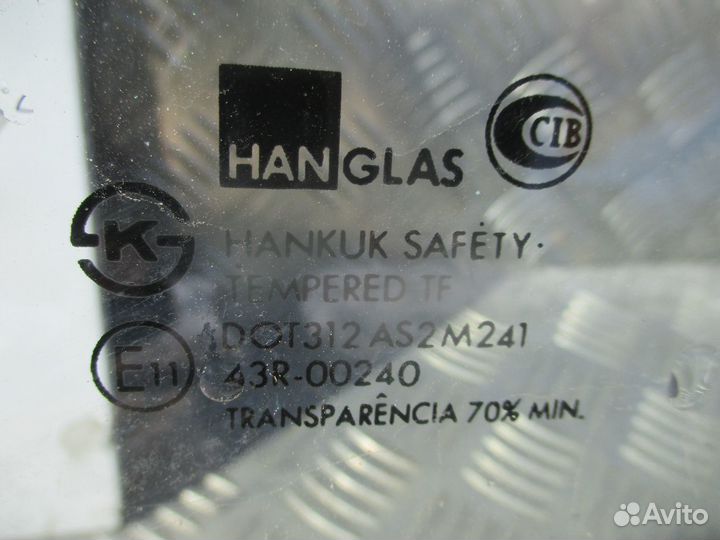 HANGLAS
CIB
K
HANKUK SAFETY.
TEMPERED TF
DOT312 AS2 M241
E11
43R-00240
TRANSPARÊNCIA 70% MIN.
Avito